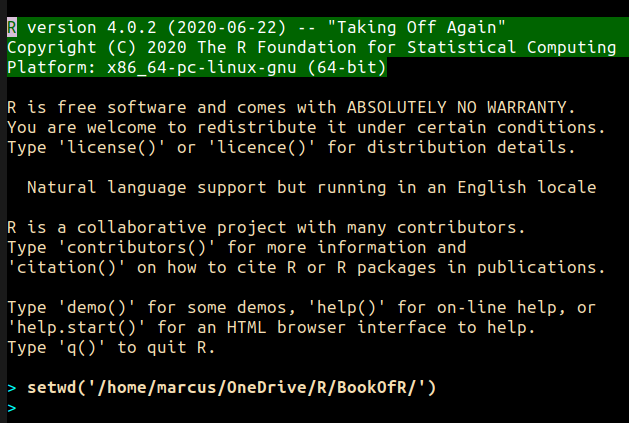 R version 4.0.2 (2020-06-22) -- "Taking Off Again"
Copyright (C) 2020 The R Foundation for Statistical Computing
Platform: x86_64-pc-linux-gnu (64-bit)
R is free software and comes with ABSOLUTELY NO WARRANTY.
You are welcome to redistribute it under certain conditions.
Type 'license()' or 'licence()' for distribution details.
Natural language support but running in an English locale
R is a collaborative project with many contributors.
Type 'contributors()' for more information and
'citation()' on how to cite R or R packages in publications.
Type 'demo()' for some demos, 'help()' for on-line help, or
'help.start()' for an HTML browser interface to help.
Type 'q()' to quit R.
> setwd('/home/marcus/OneDrive/R/BookOfR/')
>